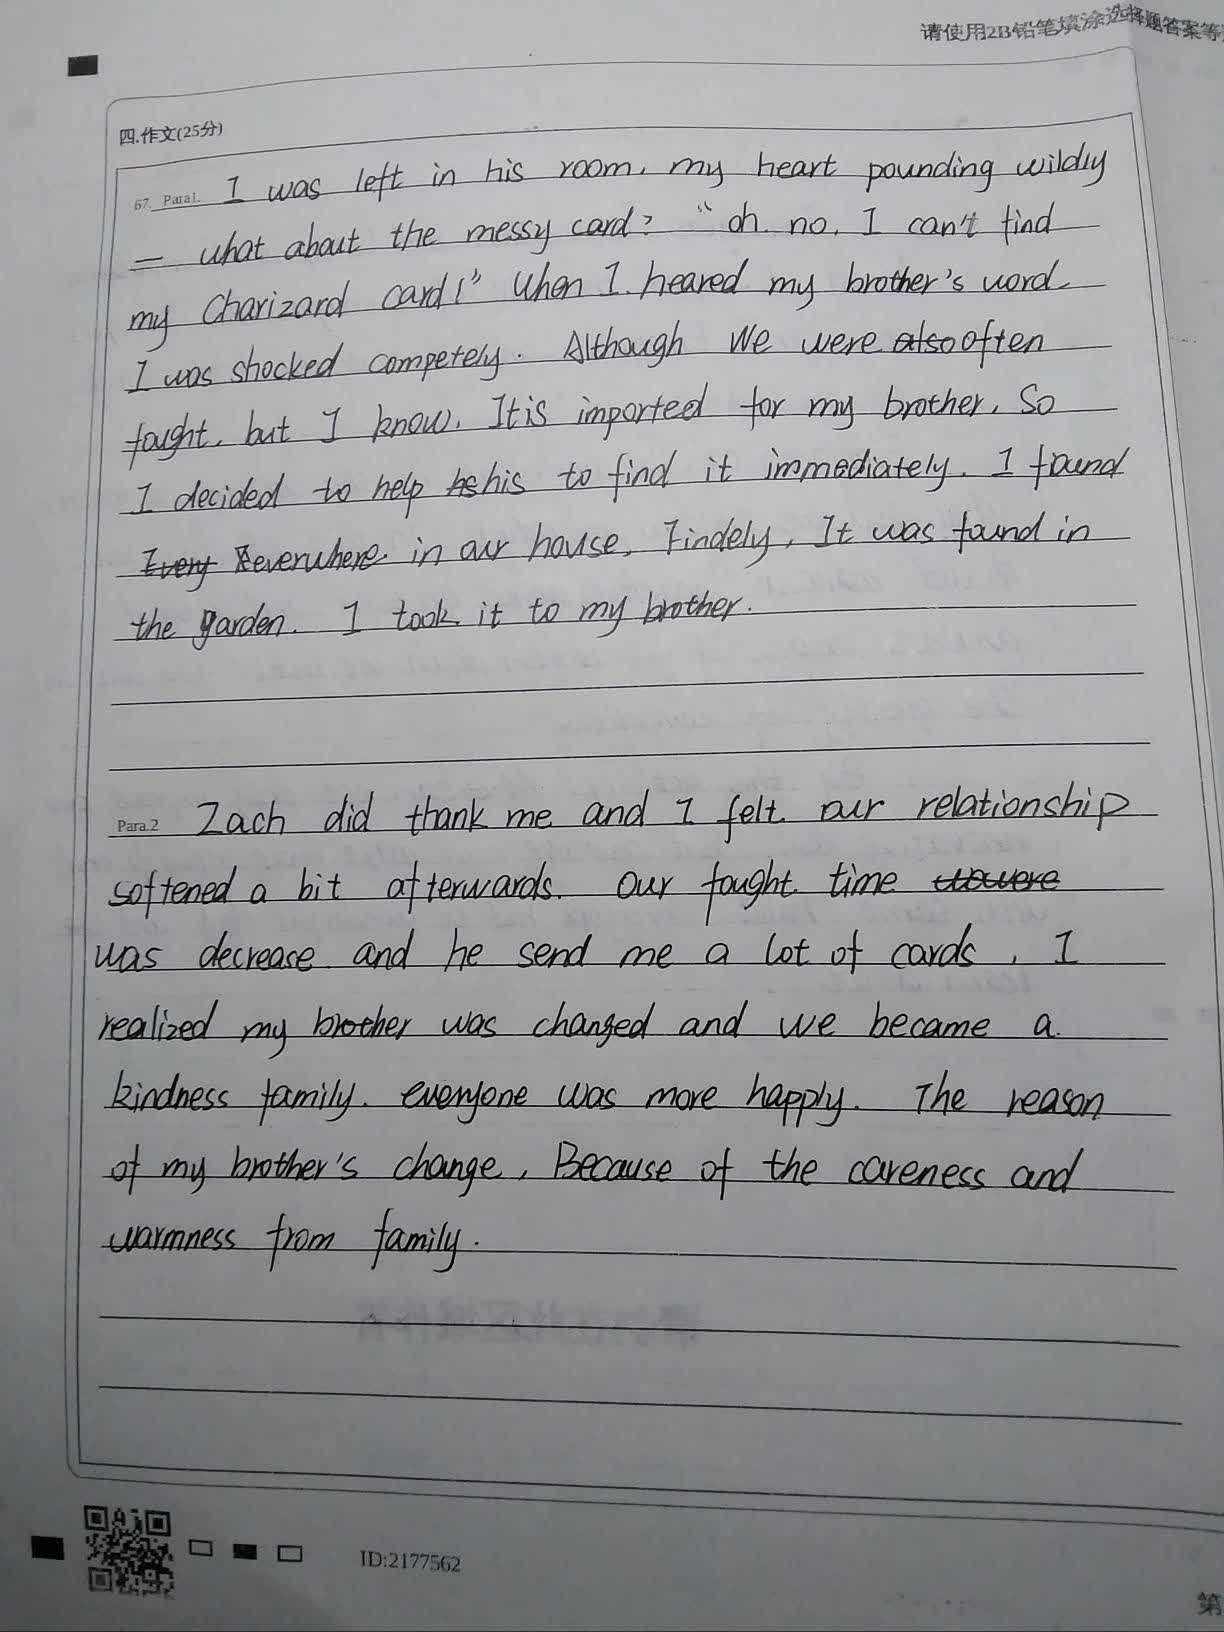 请使用2B铅笔填涂选择题答案等
四.作文(25分)
67. Para1. I was left in his room, my heart pounding wildly
— what about the messy card? "oh no, I can't find
my Charizard card!" When I heared my brother's word
I was shocked competely. Although We were also often
fought, but I know, It is imported for my brother, So
I decided to help hs his to find it immediately. I found
Every everwhere in our house, Findely, It was found in
the garden. I took it to my brother.
Para.2 Zach did thank me and I felt our relationship
softened a bit afterwards. Our fought time
was decrease and he send me a lot of cards, I
realized my brother was changed and we became a
kindness family. everyone was more happly. The reason
of my brother's change, Because of the careness and
warmness from family.
ID:2177562
第